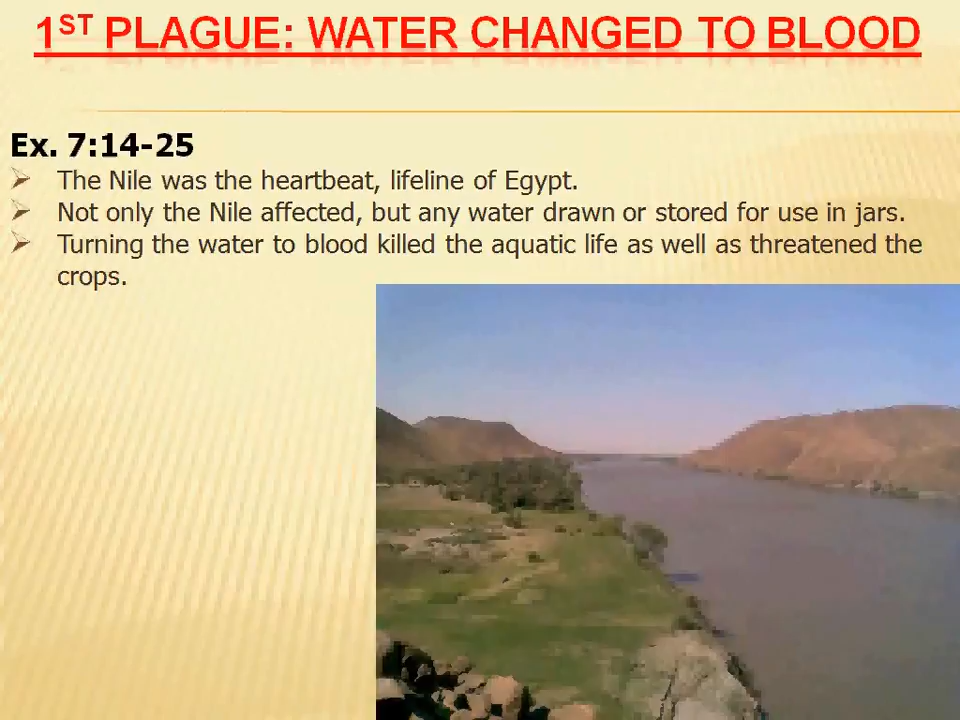 1ST PLAGUE: WATER CHANGED TO BLOOD
Ex. 7:14-25
➢ The Nile was the heartbeat, lifeline of Egypt.
➢ Not only the Nile affected, but any water drawn or stored for use in jars.
➢ Turning the water to blood killed the aquatic life as well as threatened the
crops.